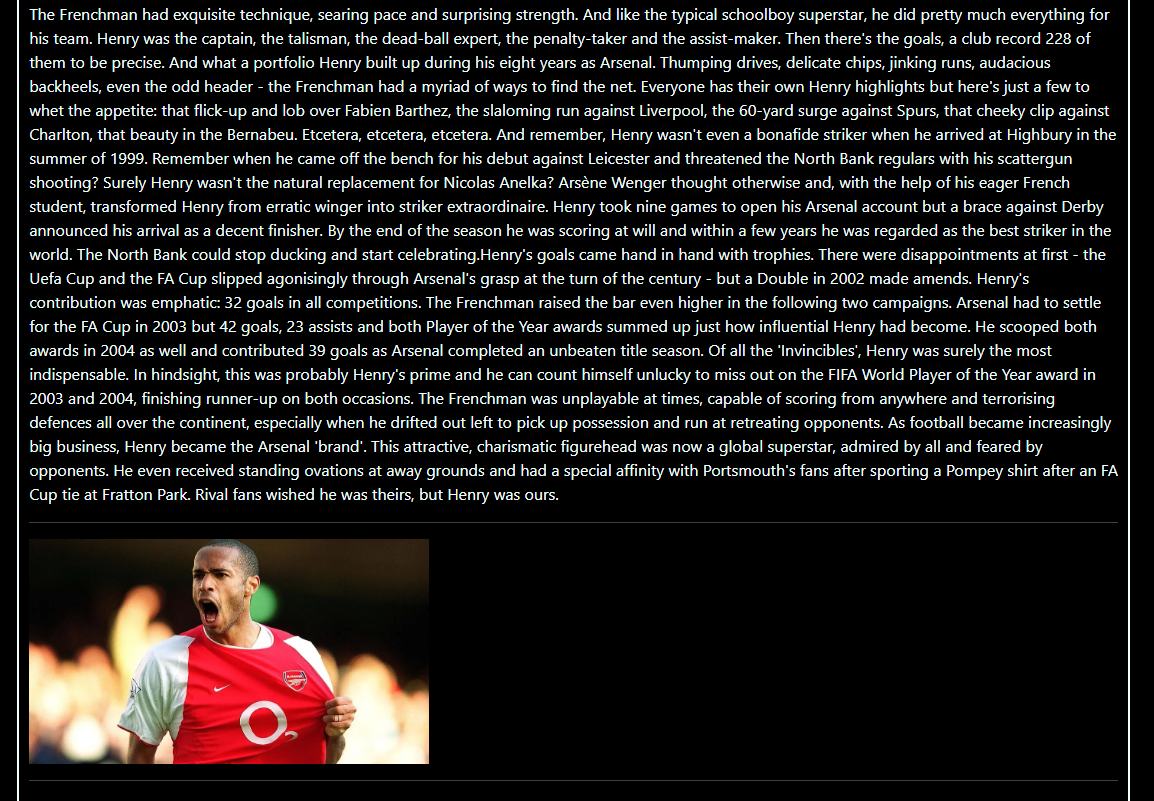 The Frenchman had exquisite technique, searing pace and surprising strength. And like the typical schoolboy superstar, he did pretty much everything for
his team. Henry was the captain, the talisman, the dead-ball expert, the penalty-taker and the assist-maker. Then there's the goals, a club record 228 of
them to be precise. And what a portfolio Henry built up during his eight years as Arsenal. Thumping drives, delicate chips, jinking runs, audacious
backheels, even the odd header - the Frenchman had a myriad of ways to find the net. Everyone has their own Henry highlights but here's just a few to
whet the appetite: that flick-up and lob over Fabien Barthez, the slaloming run against Liverpool, the 60-yard surge against Spurs, that cheeky clip against
Charlton, that beauty in the Bernabeu. Etcetera, etcetera, etcetera. And remember, Henry wasn't even a bonafide striker when he arrived at Highbury in the
summer of 1999. Remember when he came off the bench for his debut against Leicester and threatened the North Bank regulars with his scattergun
shooting? Surely Henry wasn't the natural replacement for Nicolas Anelka? Arsène Wenger thought otherwise and, with the help of his eager French
student, transformed Henry from erratic winger into striker extraordinaire. Henry took nine games to open his Arsenal account but a brace against Derby
announced his arrival as a decent finisher. By the end of the season he was scoring at will and within a few years he was regarded as the best striker in the
world. The North Bank could stop ducking and start celebrating.Henry's goals came hand in hand with trophies. There were disappointments at first - the
Uefa Cup and the FA Cup slipped agonisingly through Arsenal's grasp at the turn of the century - but a Double in 2002 made amends. Henry's
contribution was emphatic: 32 goals in all competitions. The Frenchman raised the bar even higher in the following two campaigns. Arsenal had to settle
for the FA Cup in 2003 but 42 goals, 23 assists and both Player of the Year awards summed up just how influential Henry had become. He scooped both
awards in 2004 as well and contributed 39 goals as Arsenal completed an unbeaten title season. Of all the 'Invincibles', Henry was surely the most
indispensable. In hindsight, this was probably Henry's prime and he can count himself unlucky to miss out on the FIFA World Player of the Year award in
2003 and 2004, finishing runner-up on both occasions. The Frenchman was unplayable at times, capable of scoring from anywhere and terrorising
defences all over the continent, especially when he drifted out left to pick up possession and run at retreating opponents. As football became increasingly
big business, Henry became the Arsenal 'brand'. This attractive, charismatic figurehead was now a global superstar, admired by all and feared by
opponents. He even received standing ovations at away grounds and had a special affinity with Portsmouth's fans after sporting a Pompey shirt after an FA
Cup tie at Fratton Park. Rival fans wished he was theirs, but Henry was ours.
Arsenal
O2